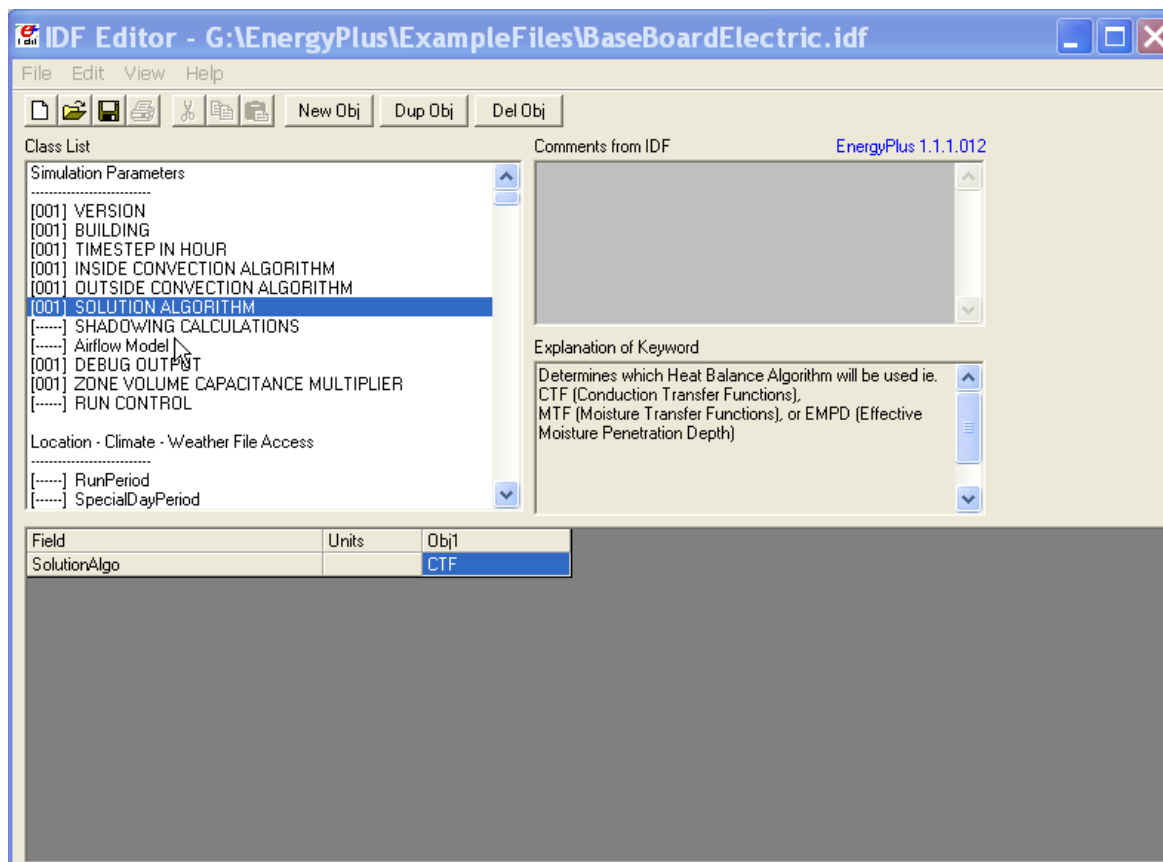 IDF Editor - G:\EnergyPlus\ExampleFiles\BaseBoardElectric.idf
File Edit View Help
New Obj Dup Obj Del Obj
Class List
Comments from IDF
EnergyPlus 1.1.1.012
Simulation Parameters
---------------------------
[001] VERSION
[001] BUILDING
[001] TIMESTEP IN HOUR
[001] INSIDE CONVECTION ALGORITHM
[001] OUTSIDE CONVECTION ALGORITHM
[001] SOLUTION ALGORITHM
[------] SHADOWING CALCULATIONS
[------] Airflow Model
[001] DEBUG OUTPUT
[001] ZONE VOLUME CAPACITANCE MULTIPLIER
[------] RUN CONTROL
Location - Climate - Weather File Access
---------------------------
[------] RunPeriod
[------] SpecialDayPeriod
Explanation of Keyword
Determines which Heat Balance Algorithm will be used ie.
CTF (Conduction Transfer Functions),
MTF (Moisture Transfer Functions), or EMPD (Effective
Moisture Penetration Depth)
Field Units Obj1
SolutionAlgo CTF